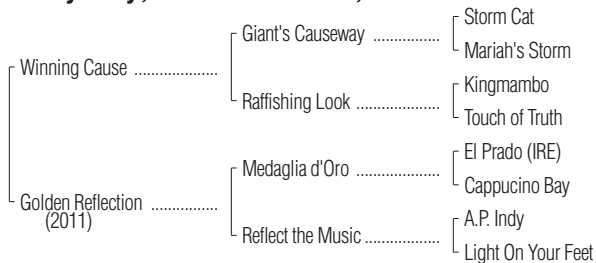 Storm Cat
Giant's Causeway ................
Mariah's Storm
Winning Cause ....................
Kingmambo
Raffishing Look ....................
Touch of Truth
El Prado (IRE)
Medaglia d'Oro ...................
Cappucino Bay
Golden Reflection ................
(2011)
A.P. Indy
Reflect the Music ..................
Light On Your Feet